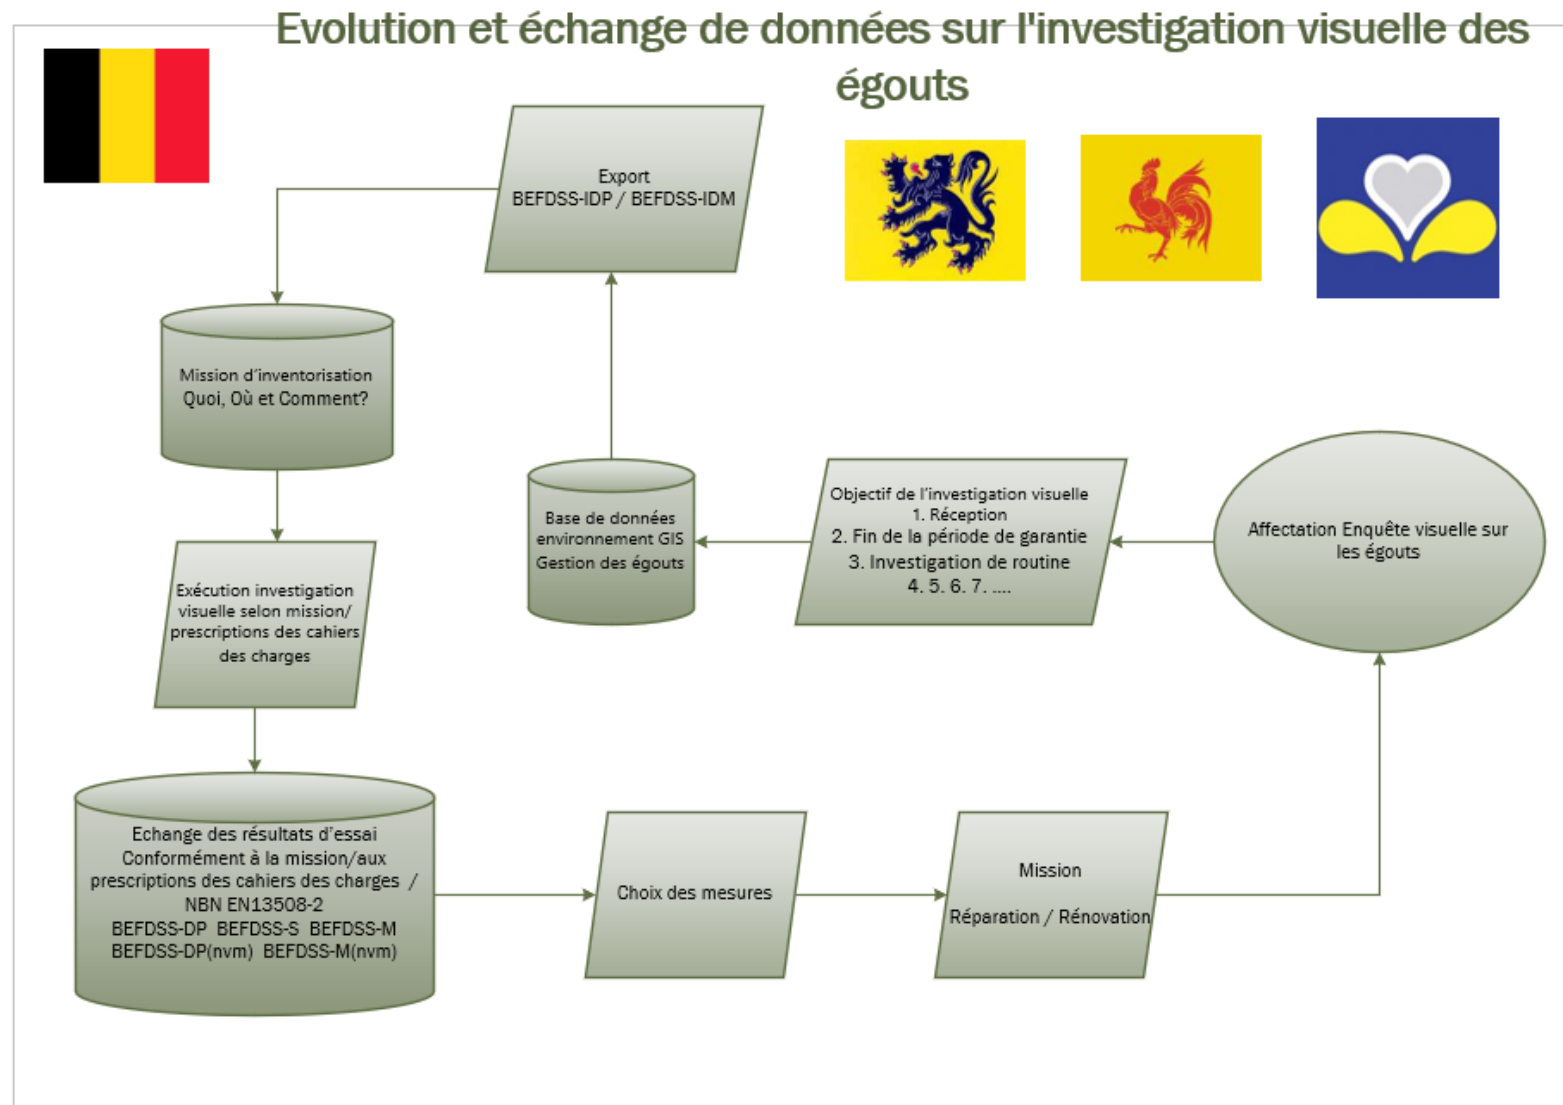 Evolution et échange de données sur l'investigation visuelle des
égouts
Export
BEFDSS-IDP / BEFDSS-IDM
Mission d'inventorisation
Quoi, Où et Comment?
Exécution investigation
visuelle selon mission/
prescriptions des cahiers
des charges
Echange des résultats d'essai
Conformément à la mission/aux
prescriptions des cahiers des charges /
NBN EN13508-2
BEFDSS-DP BEFDSS-S BEFDSS-M
BEFDSS-DP(nvm) BEFDSS-M(nvm)
Choix des mesures
Mission
Réparation / Rénovation
Affectation Enquête visuelle sur
les égouts
Objectif de l'investigation visuelle
1. Réception
2. Fin de la période de garantie
3. Investigation de routine
4. 5. 6. 7. ....
Base de données
environnement GIS
Gestion des égouts